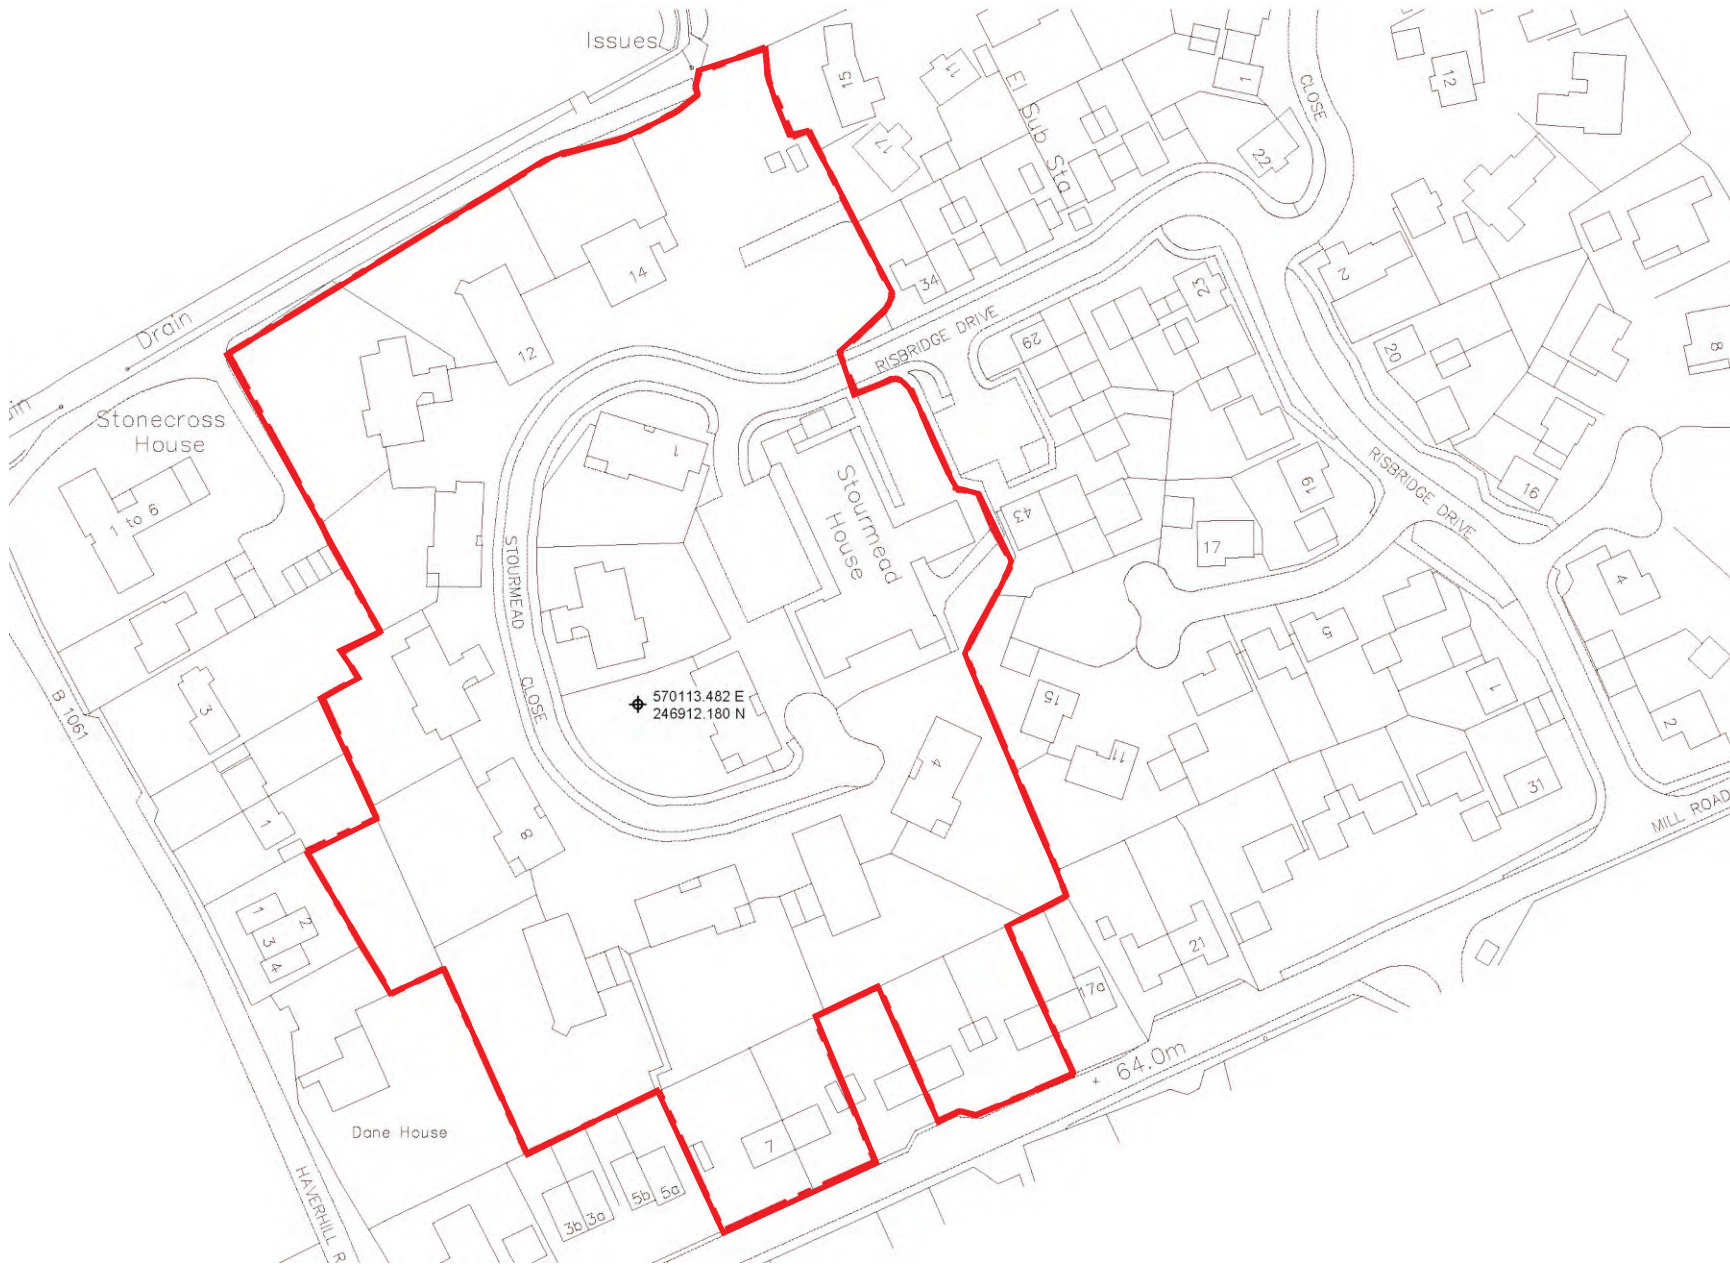 Issues
15
11
El Sub Sta
1
CLOSE
12
17
22
34
14
2
23
Drain
RISBRIDGE DRIVE
29
20
8
12
Stonecross
House
1
Stourmead
House
19
RISBRIDGE DRIVE
16
1 to 6
43
17
STOURMEAD
CLOSE
4
5
1
2
B 1061
3
570113.482 E
246912.180 N
15
11
4
31
MILL ROAD
1
8
1
2
3
4
21
17a
64.0m
Dane House
7
HAVERHILL R
5b
5a
3b
3a